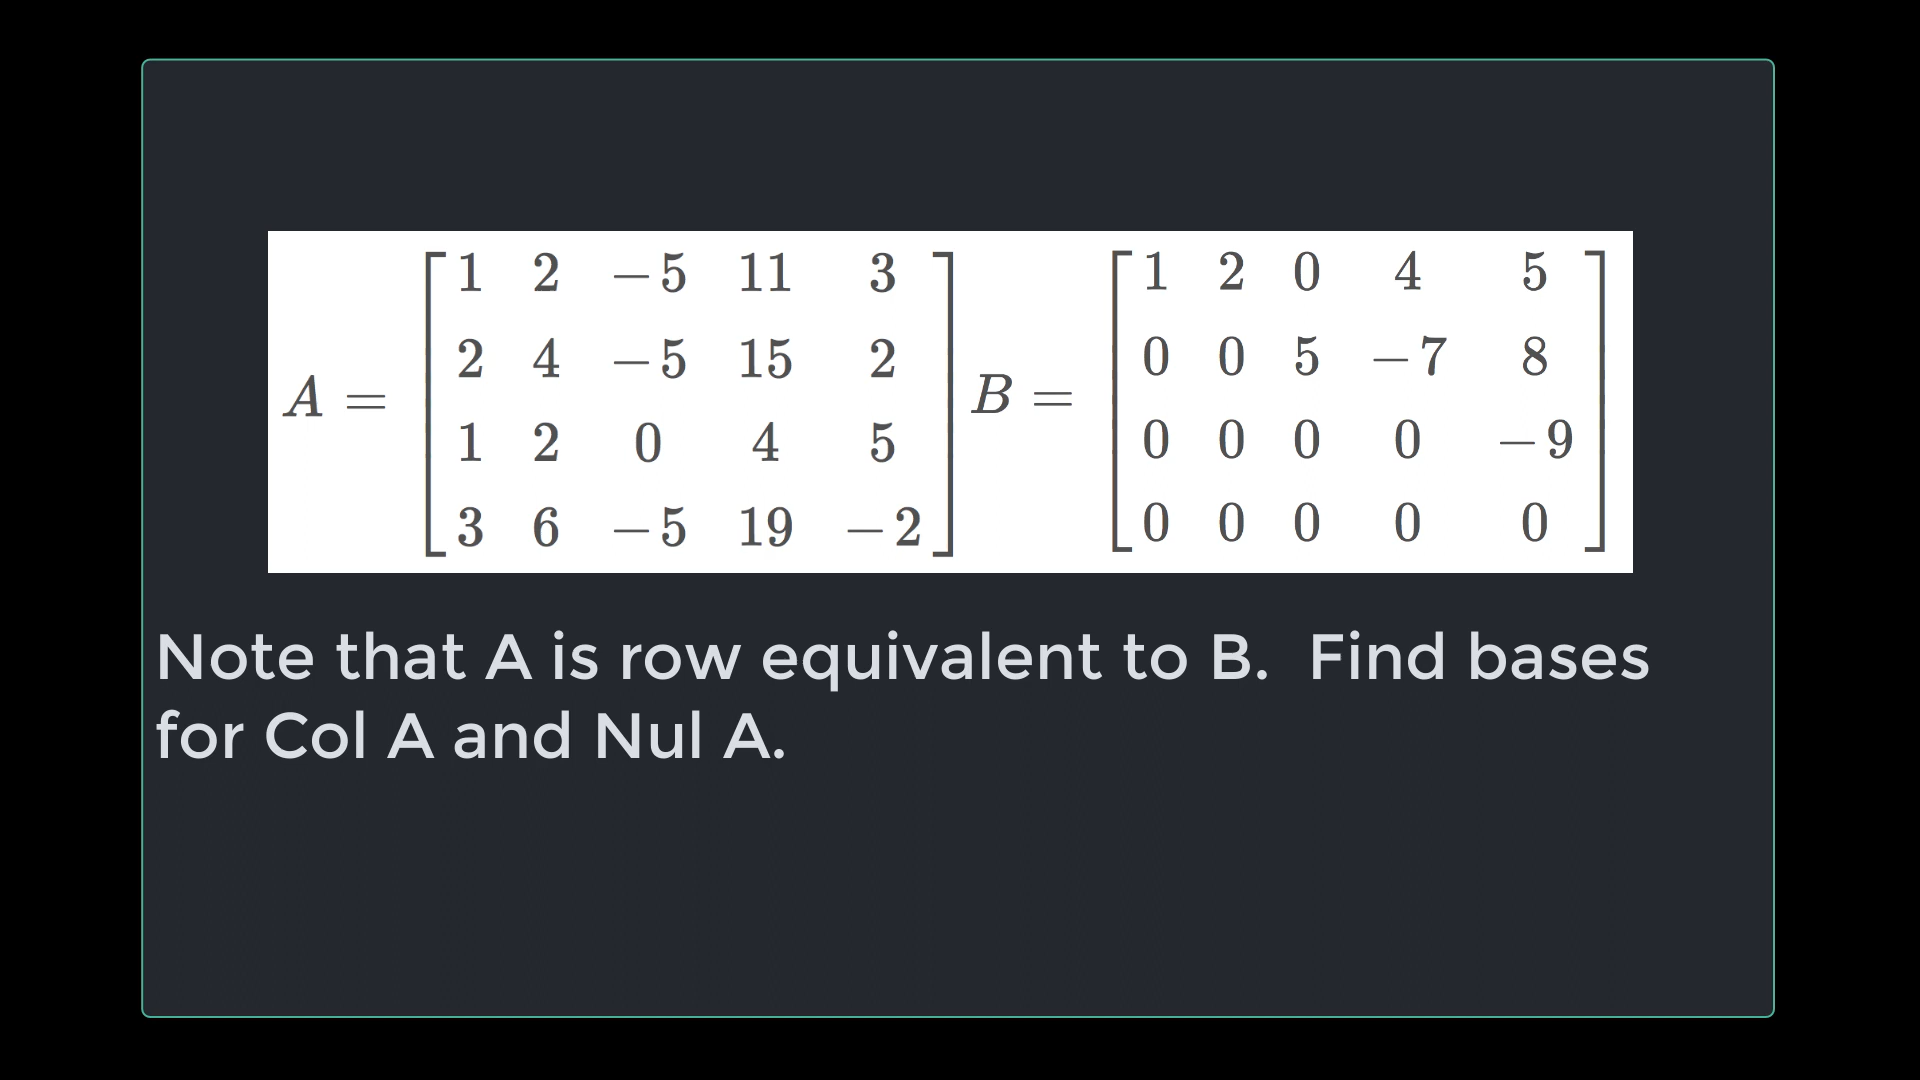 A = [1 2 −5 11 3] B = [1 2 0 4 5]
[2 4 −5 15 2] [0 0 5 −7 8]
[1 2 0 4 5] [0 0 0 0 −9]
[3 6 −5 19 −2] [0 0 0 0 0]
Note that A is row equivalent to B. Find bases
for Col A and Nul A.